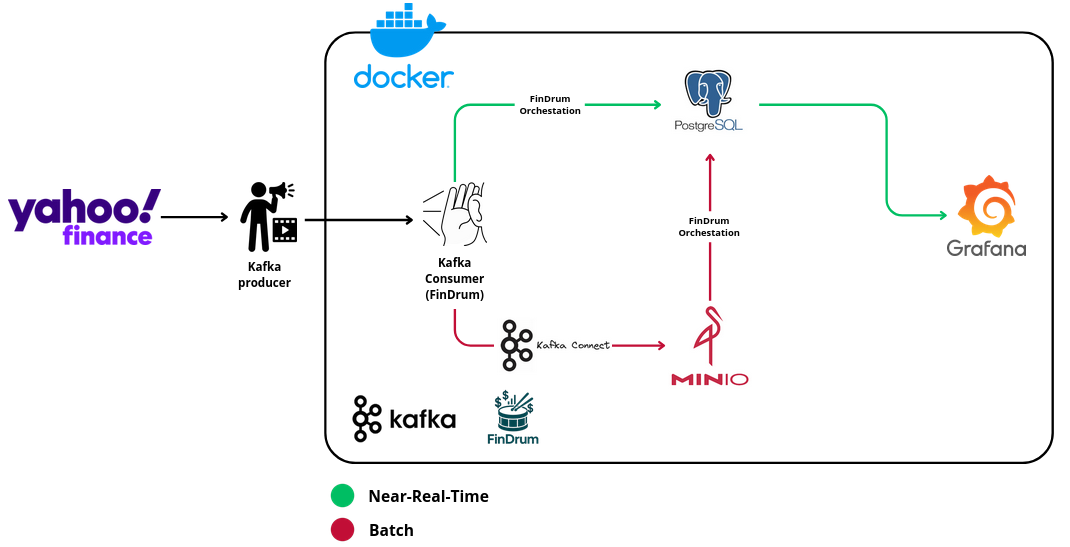 docker
FinDrum
Orchestation
PostgreSQL
yahoo!
finance
Kafka
producer
Kafka
Consumer
(FinDrum)
FinDrum
Orchestation
Grafana
Kafka Connect
MINIO
kafka
$ $ $
FinDrum
Near-Real-Time
Batch